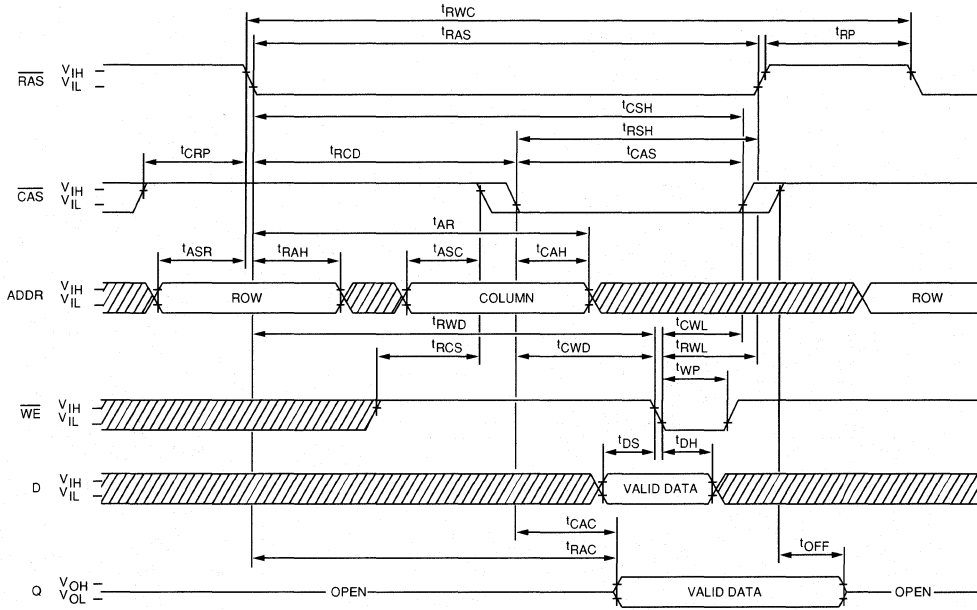 tRWC
tRAS
tRP
RAS VIH VIL
tCSH
tRSH
tCRP tRCD tCAS
CAS VIH VIL
tAR
tASR tRAH tASC tCAH
ADDR VIH VIL ROW COLUMN ROW
tRWD tCWL
tRCS tCWD tRWL
tWP
WE VIH VIL
tDS tDH
D VIH VIL VALID DATA
tCAC
tRAC tOFF
Q VOH VOL OPEN VALID DATA OPEN